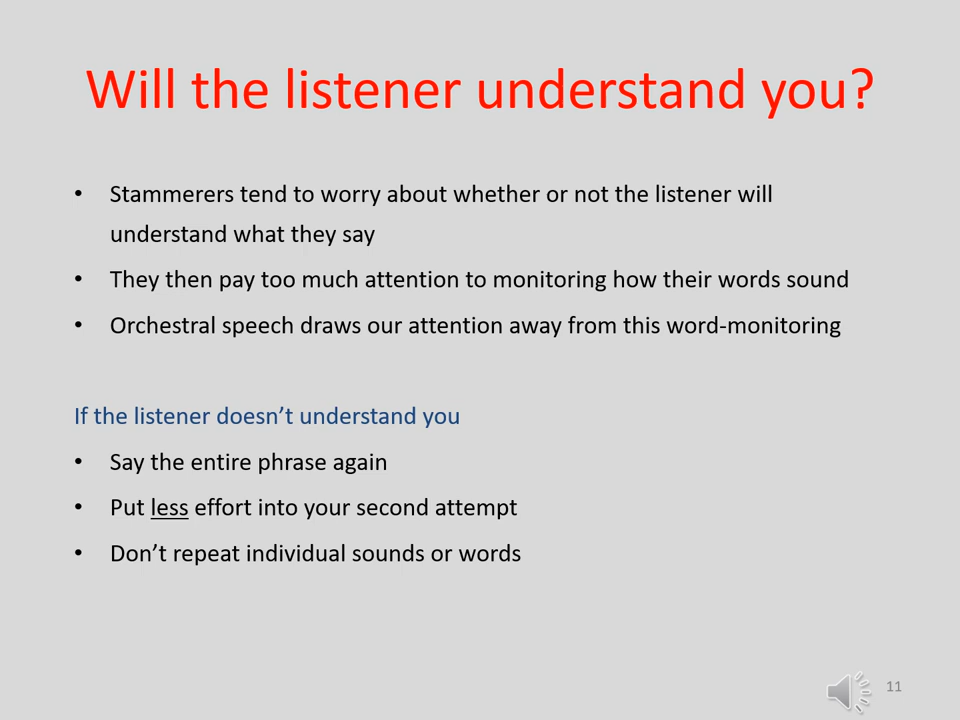 Will the listener understand you?
• Stammerers tend to worry about whether or not the listener will
understand what they say
• They then pay too much attention to monitoring how their words sound
• Orchestral speech draws our attention away from this word-monitoring
If the listener doesn’t understand you
• Say the entire phrase again
• Put less effort into your second attempt
• Don’t repeat individual sounds or words
11